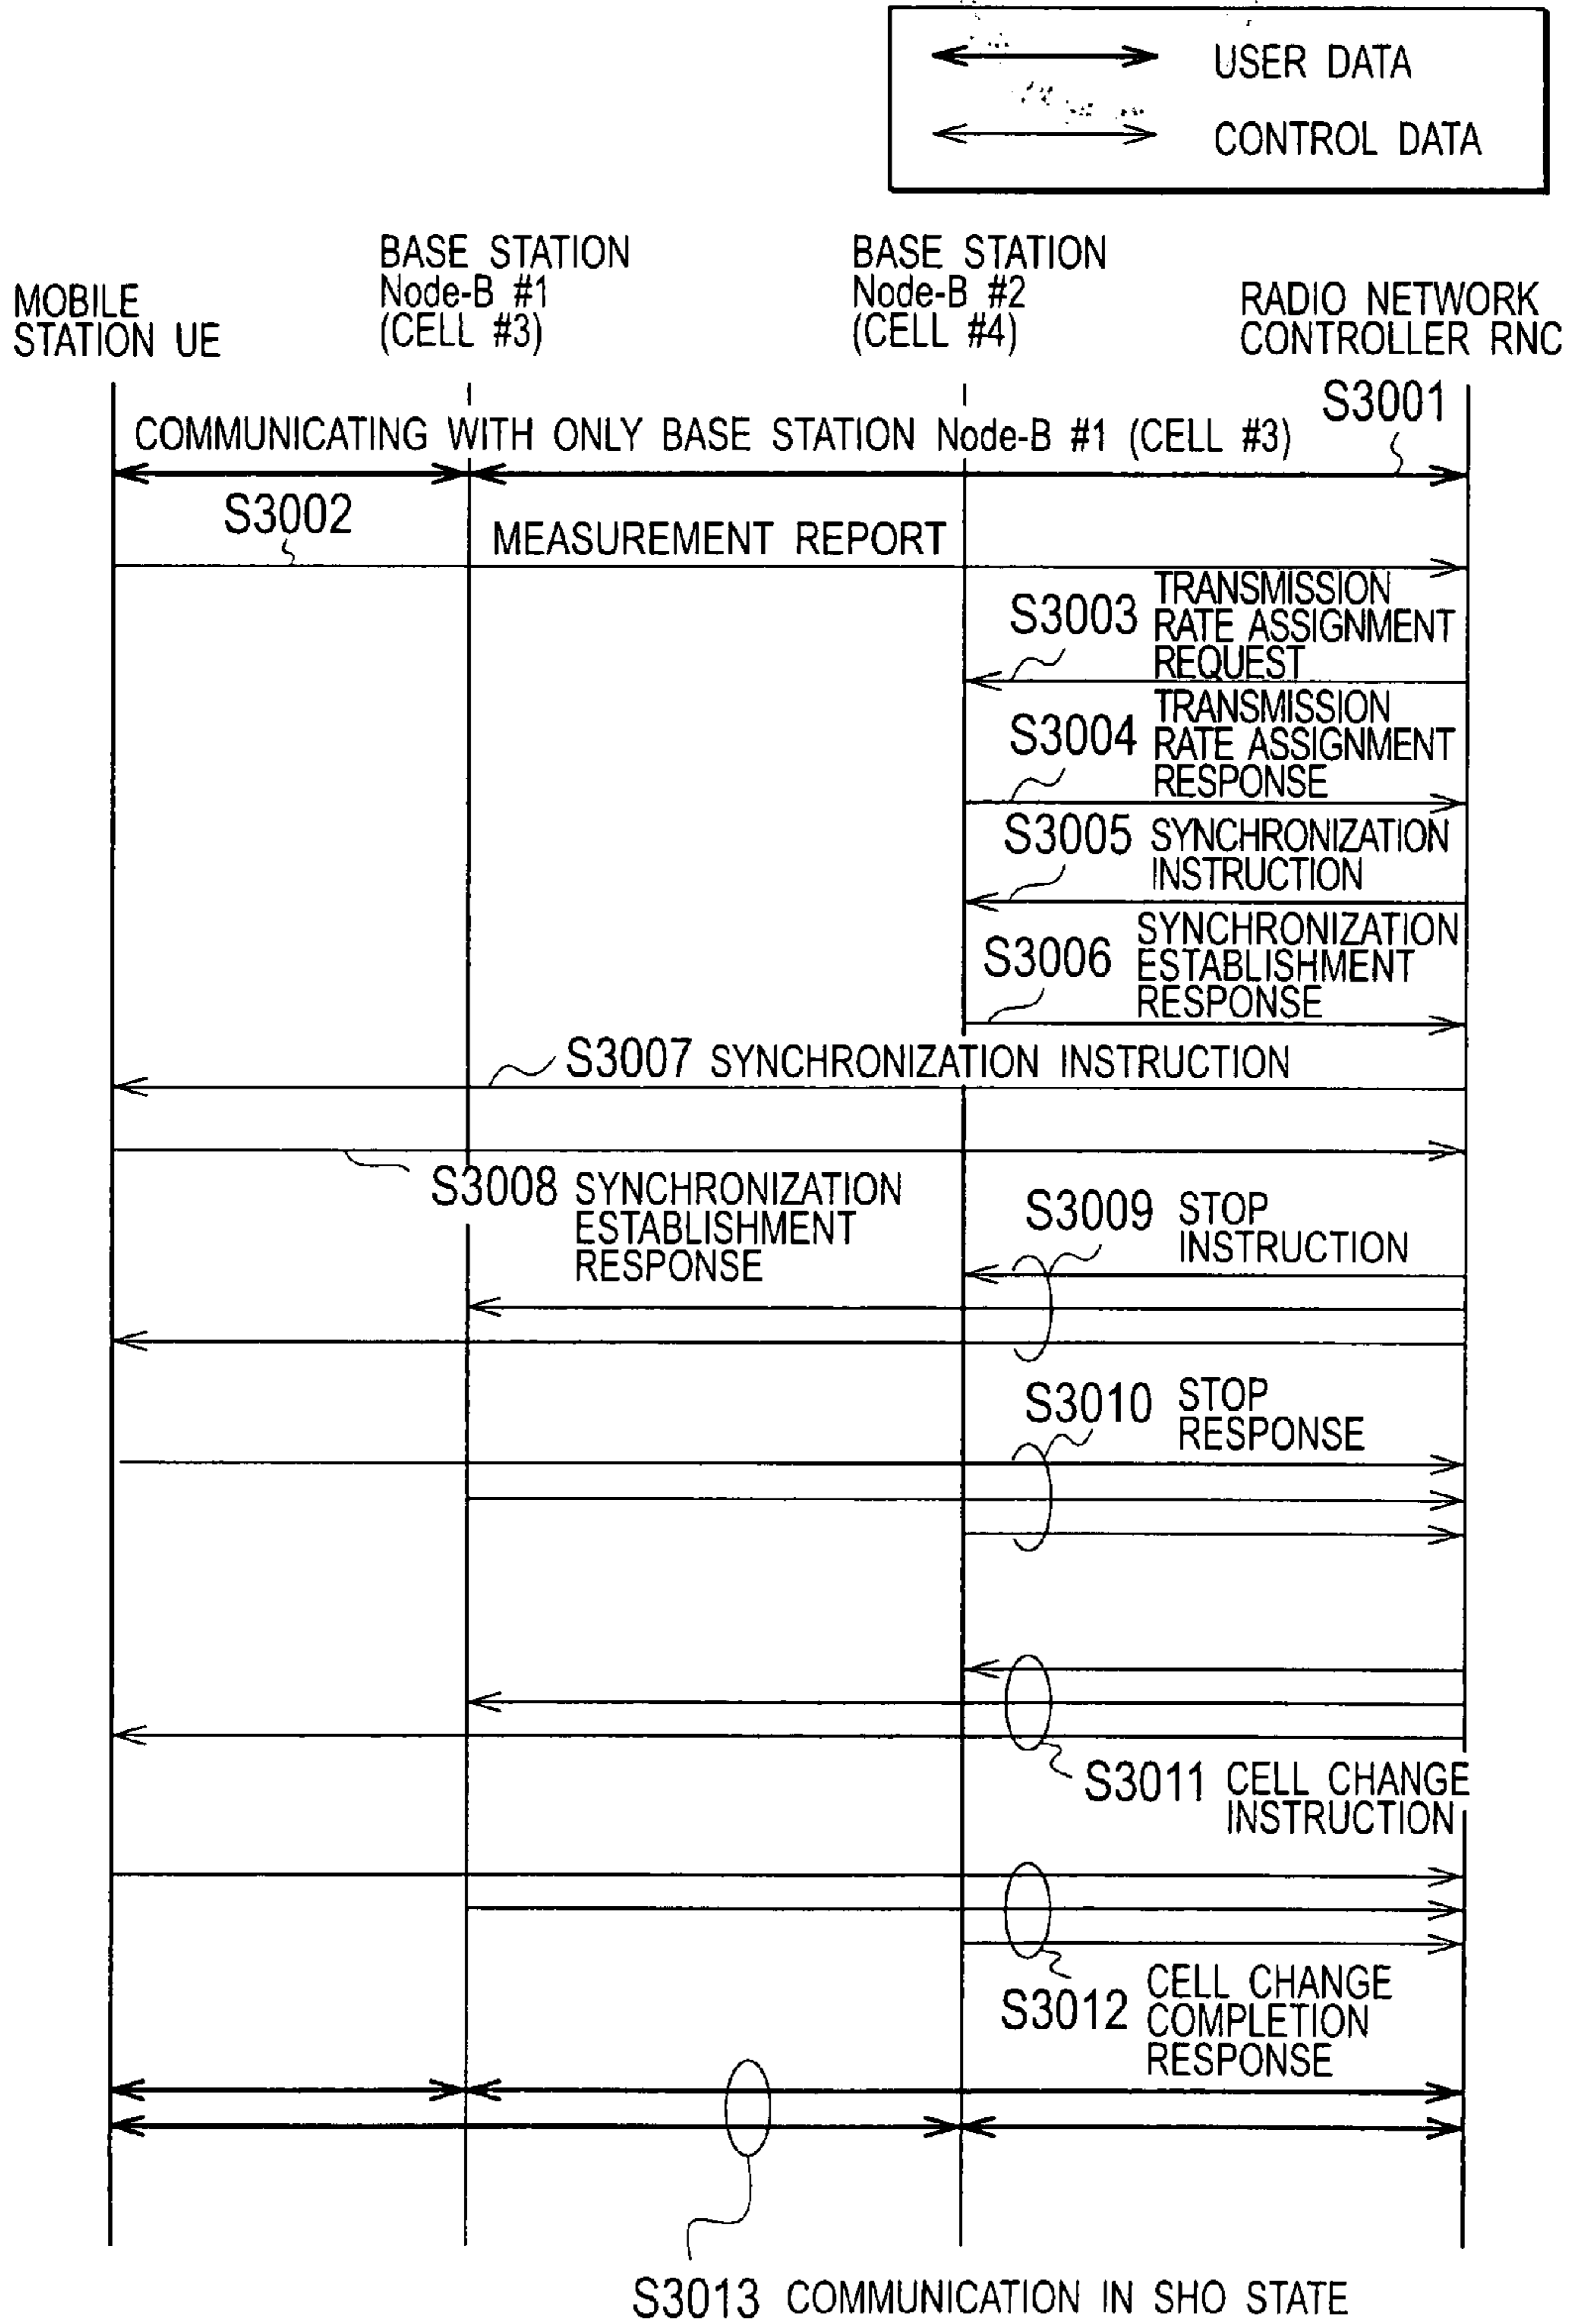 USER DATA
CONTROL DATA
MOBILE
STATION UE
BASE STATION
Node-B #1
(CELL #3)
BASE STATION
Node-B #2
(CELL #4)
RADIO NETWORK
CONTROLLER RNC
S3001
COMMUNICATING WITH ONLY BASE STATION Node-B #1 (CELL #3)
S3002
MEASUREMENT REPORT
S3003
TRANSMISSION
RATE ASSIGNMENT
REQUEST
S3004
TRANSMISSION
RATE ASSIGNMENT
RESPONSE
S3005
SYNCHRONIZATION
INSTRUCTION
S3006
SYNCHRONIZATION
ESTABLISHMENT
RESPONSE
S3007 SYNCHRONIZATION INSTRUCTION
S3008
SYNCHRONIZATION
ESTABLISHMENT
RESPONSE
S3009
STOP
INSTRUCTION
S3010
STOP
RESPONSE
S3011
CELL CHANGE
INSTRUCTION
S3012
CELL CHANGE
COMPLETION
RESPONSE
S3013 COMMUNICATION IN SHO STATE